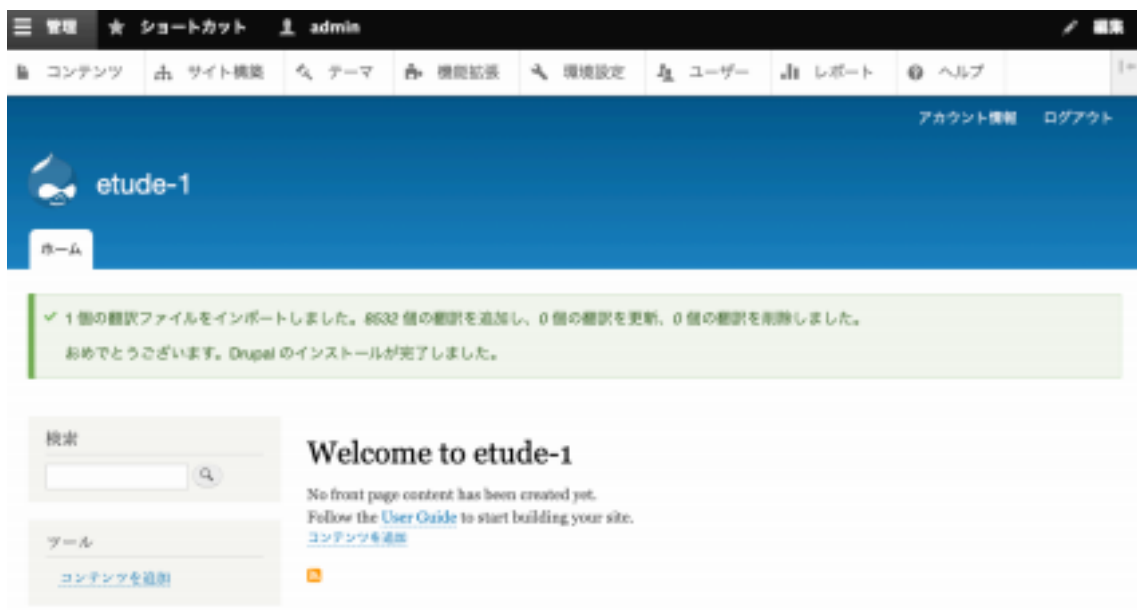 管理 ショートカット admin 編集
コンテンツ サイト構築 テーマ 機能拡張 環境設定 ユーザー レポート ヘルプ
アカウント情報 ログアウト
etude-1
ホーム
1 個の翻訳ファイルをインポートしました。8632 個の翻訳を追加し、0 個の翻訳を更新、0 個の翻訳を削除しました。
おめでとうございます。Drupal のインストールが完了しました。
検索
Welcome to etude-1
No front page content has been created yet.
Follow the User Guide to start building your site.
コンテンツを追加
ツール
コンテンツを追加